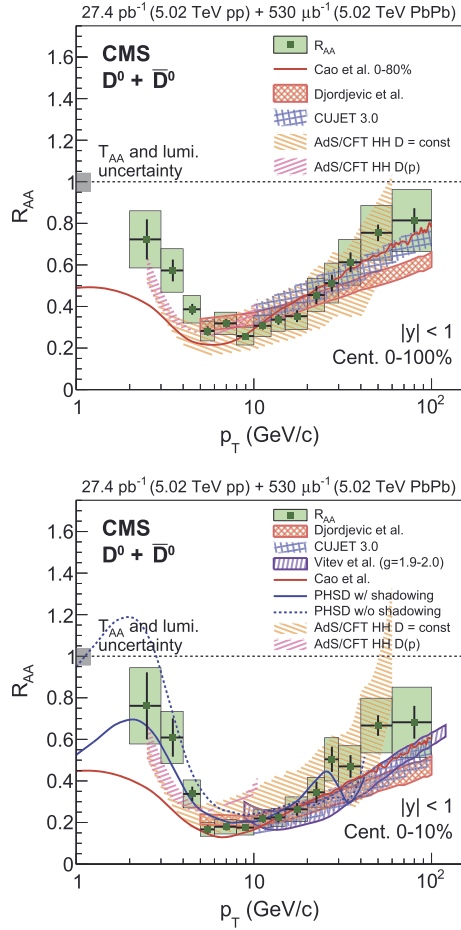 27.4 pb⁻¹ (5.02 TeV pp) + 530 μb⁻¹ (5.02 TeV PbPb)
CMS
D⁰ + D̅⁰
R_AA
Cao et al. 0-80%
Djordjevic et al.
CUJET 3.0
AdS/CFT HH D = const
AdS/CFT HH D(p)
T_AA and lumi.
uncertainty
R_AA
1.6
1.4
1.2
1
0.8
0.6
0.4
0.2
0
|y| < 1
Cent. 0-100%
1
10
10²
p_T (GeV/c)
27.4 pb⁻¹ (5.02 TeV pp) + 530 μb⁻¹ (5.02 TeV PbPb)
CMS
D⁰ + D̅⁰
R_AA
Djordjevic et al.
CUJET 3.0
Vitev et al. (g=1.9-2.0)
Cao et al.
PHSD w/ shadowing
PHSD w/o shadowing
AdS/CFT HH D = const
AdS/CFT HH D(p)
T_AA and lumi.
uncertainty
R_AA
1.6
1.4
1.2
1
0.8
0.6
0.4
0.2
0
|y| < 1
Cent. 0-10%
1
10
10²
p_T (GeV/c)